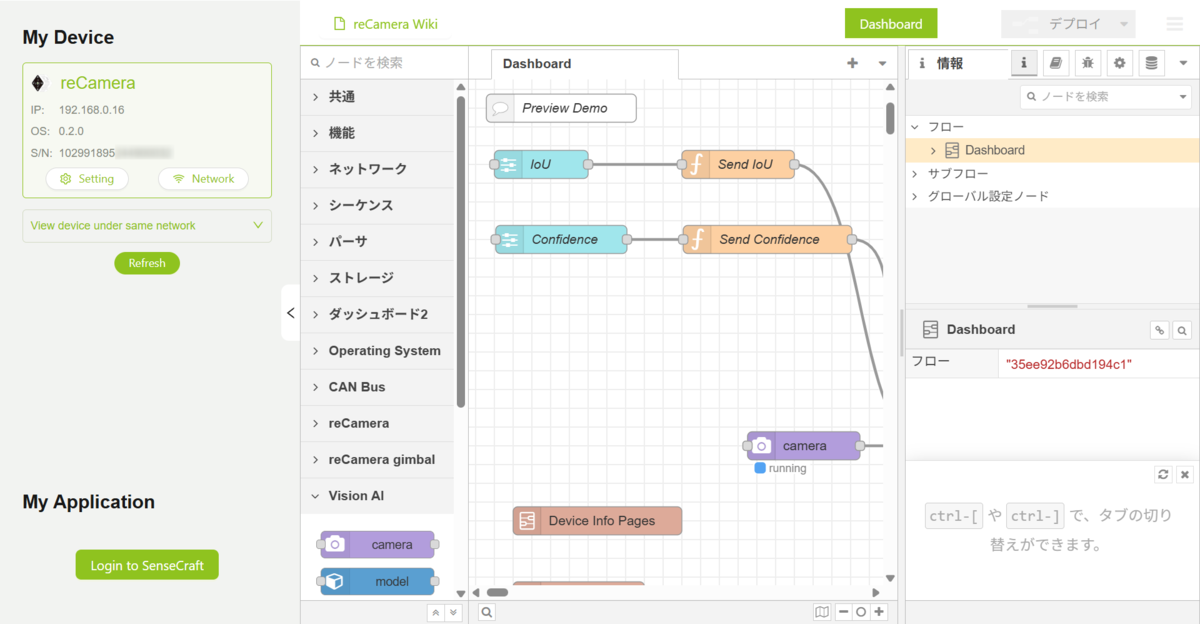 My Device
reCamera
IP: 192.168.0.16
OS: 0.2.0
S/N: 102991895
Setting
Network
View device under same network
Refresh
My Application
Login to SenseCraft
reCamera Wiki
Dashboard
デプロイ
ノードを検索
共通
機能
ネットワーク
シーケンス
パーサ
ストレージ
ダッシュボード2
Operating System
CAN Bus
reCamera
reCamera gimbal
Vision AI
camera
model
Dashboard
Preview Demo
IoU
Send IoU
Confidence
Send Confidence
camera
running
Device Info Pages
情報
ノードを検索
フロー
Dashboard
サブフロー
グローバル設定ノード
Dashboard
フロー
"35ee92b6dbd194c1"
ctrl-[ や ctrl-] で、タブの切り
替えができます。